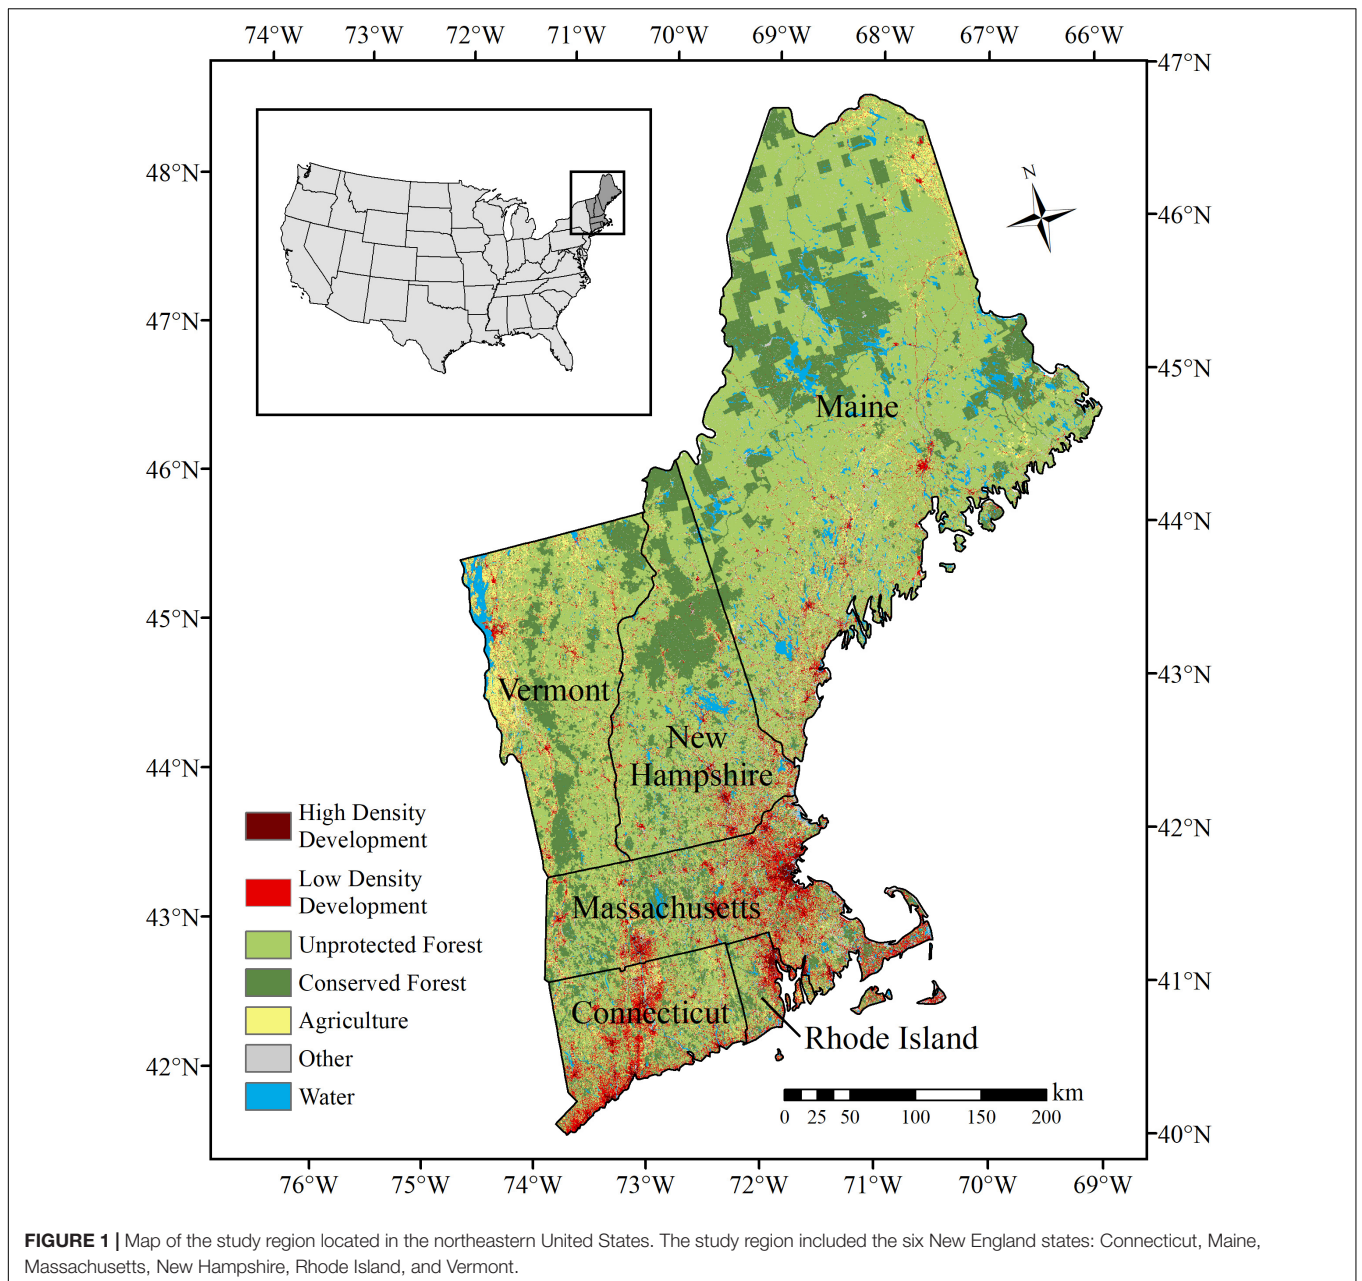 74°W 73°W 72°W 71°W 70°W 69°W 68°W 67°W 66°W
47°N
48°N
N
46°N
47°N
45°N
Maine
46°N
44°N
45°N
43°N
Vermont
New
Hampshire
44°N
High Density
Development
42°N
Low Density
Development
43°N
Massachusetts
Unprotected Forest
Conserved Forest
41°N
Connecticut
Agriculture
Rhode Island
Other
42°N
Water
km
0 25 50 100 150 200
40°N
76°W 75°W 74°W 73°W 72°W 71°W 70°W 69°W
FIGURE 1 | Map of the study region located in the northeastern United States. The study region included the six New England states: Connecticut, Maine,
Massachusetts, New Hampshire, Rhode Island, and Vermont.